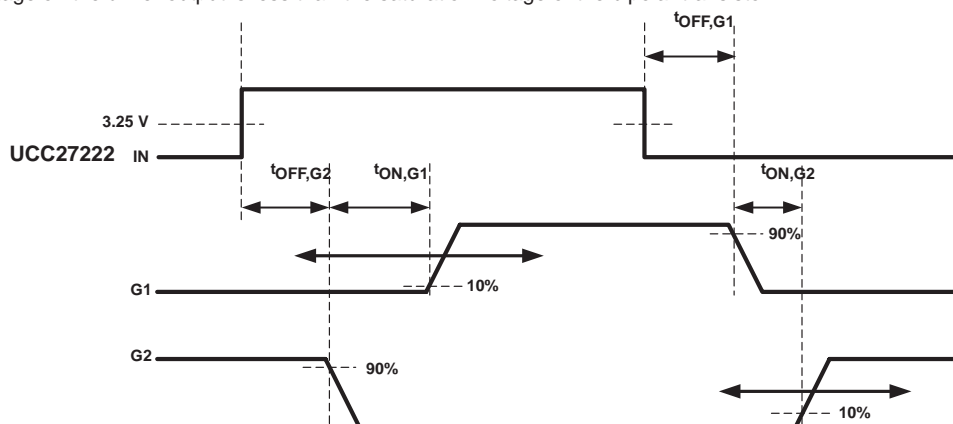 tOFF,G1
3.25 V
UCC27222 IN
tOFF,G2 tON,G1 tON,G2
90%
10%
G1
G2
90%
10%